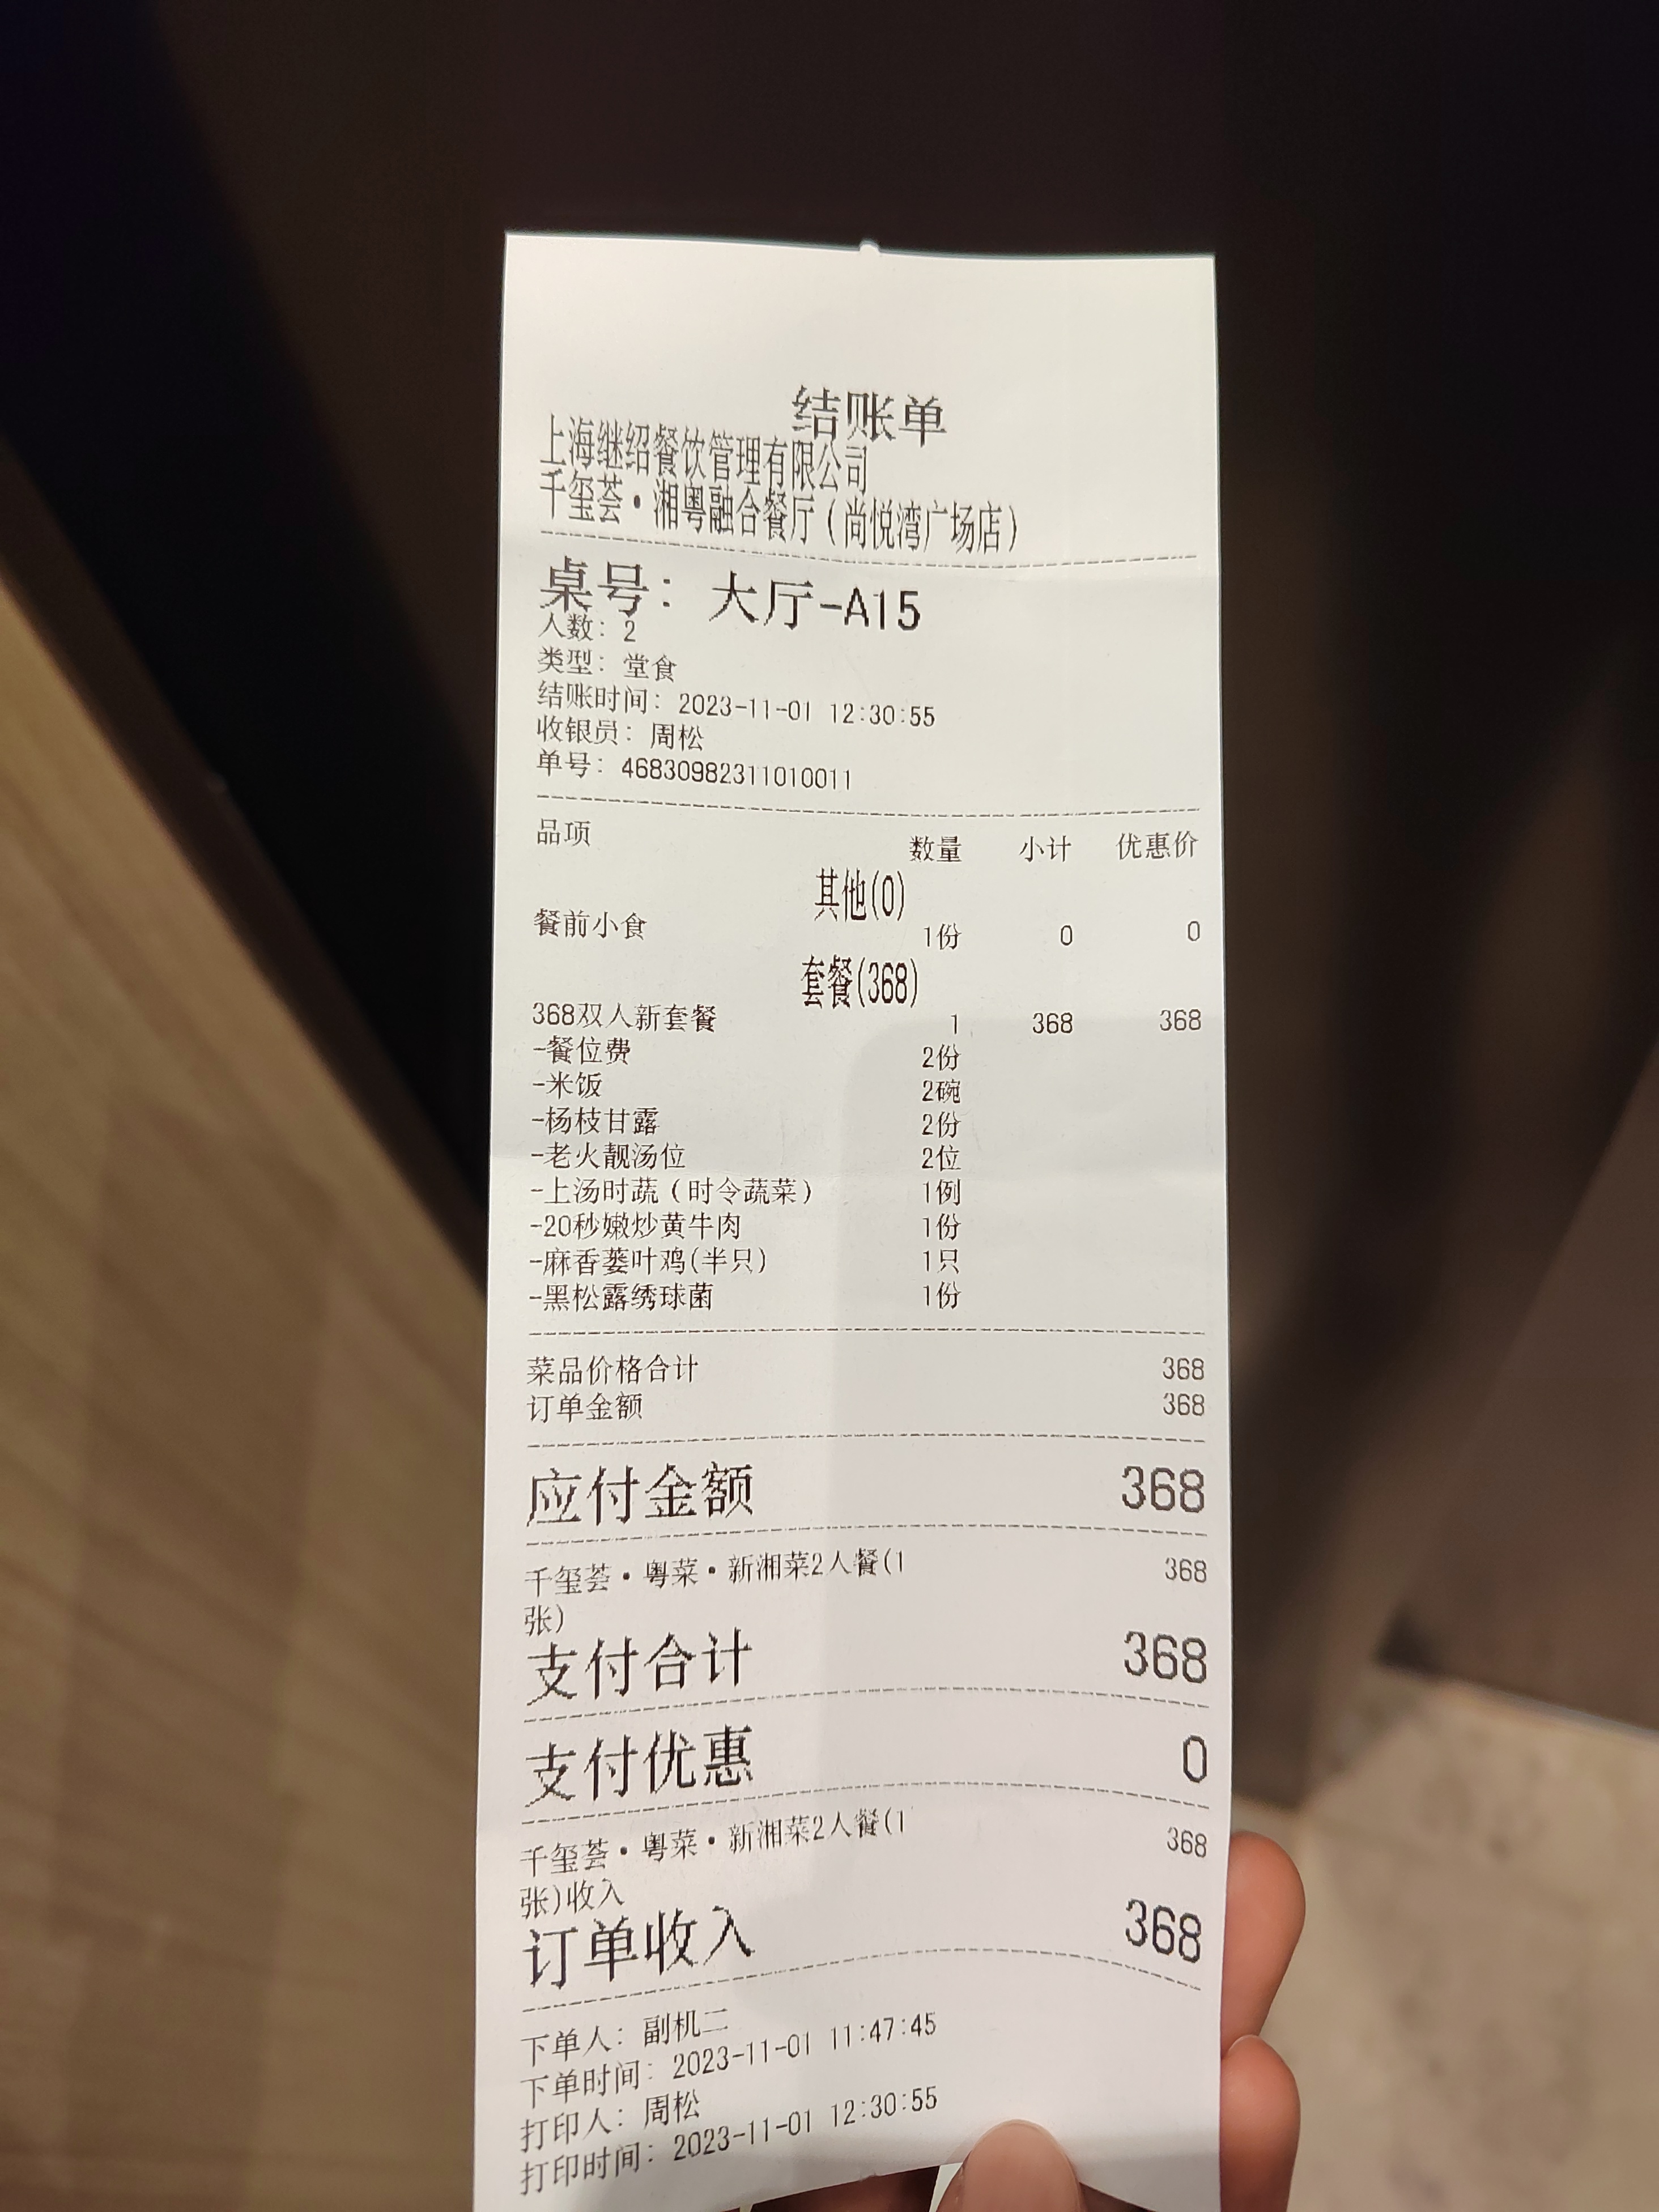 结账单
上海继绍餐饮管理有限公司
千玺荟·湘粤融合餐厅(尚悦湾广场店)
桌号: 大厅-A15
人数: 2
类型: 堂食
结账时间: 2023-11-01 12:30:55
收银员: 周松
单号: 46830982311010011
品项 数量 小计 优惠价
其他(0)
餐前小食 1份 0 0
套餐(368)
368双人新套餐 1 368 368
-餐位费 2份
-米饭 2碗
-杨枝甘露 2份
-老火靓汤位 2位
-上汤时蔬(时令蔬菜) 1例
-20秒嫩炒黄牛肉 1份
-麻香蒌叶鸡(半只) 1只
-黑松露绣球菌 1份
菜品价格合计 368
订单金额 368
应付金额 368
千玺荟·粤菜·新湘菜2人餐(1 368
张)
支付合计 368
支付优惠 0
千玺荟·粤菜·新湘菜2人餐(1 368
张)收入
订单收入 368
下单人: 副机二
下单时间: 2023-11-01 11:47:45
打印人: 周松
打印时间: 2023-11-01 12:30:55